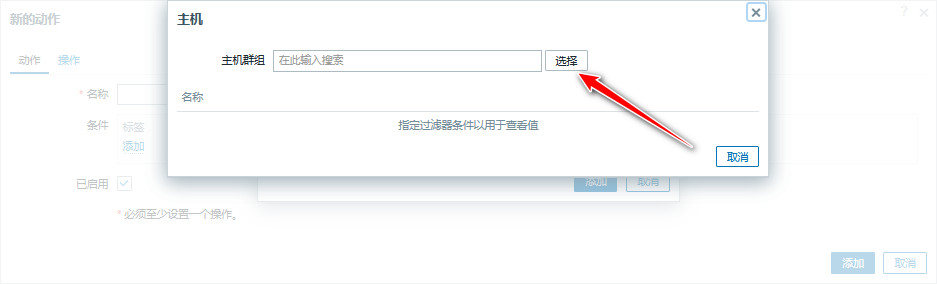 新的动作
主机
主机群组 在此输入搜索 选择
动作 操作
名称
* 名称
条件 标签
指定过滤器条件以用于查看值
添加
取消
已启用
添加 取消
* 必须至少设置一个操作。
添加 取消